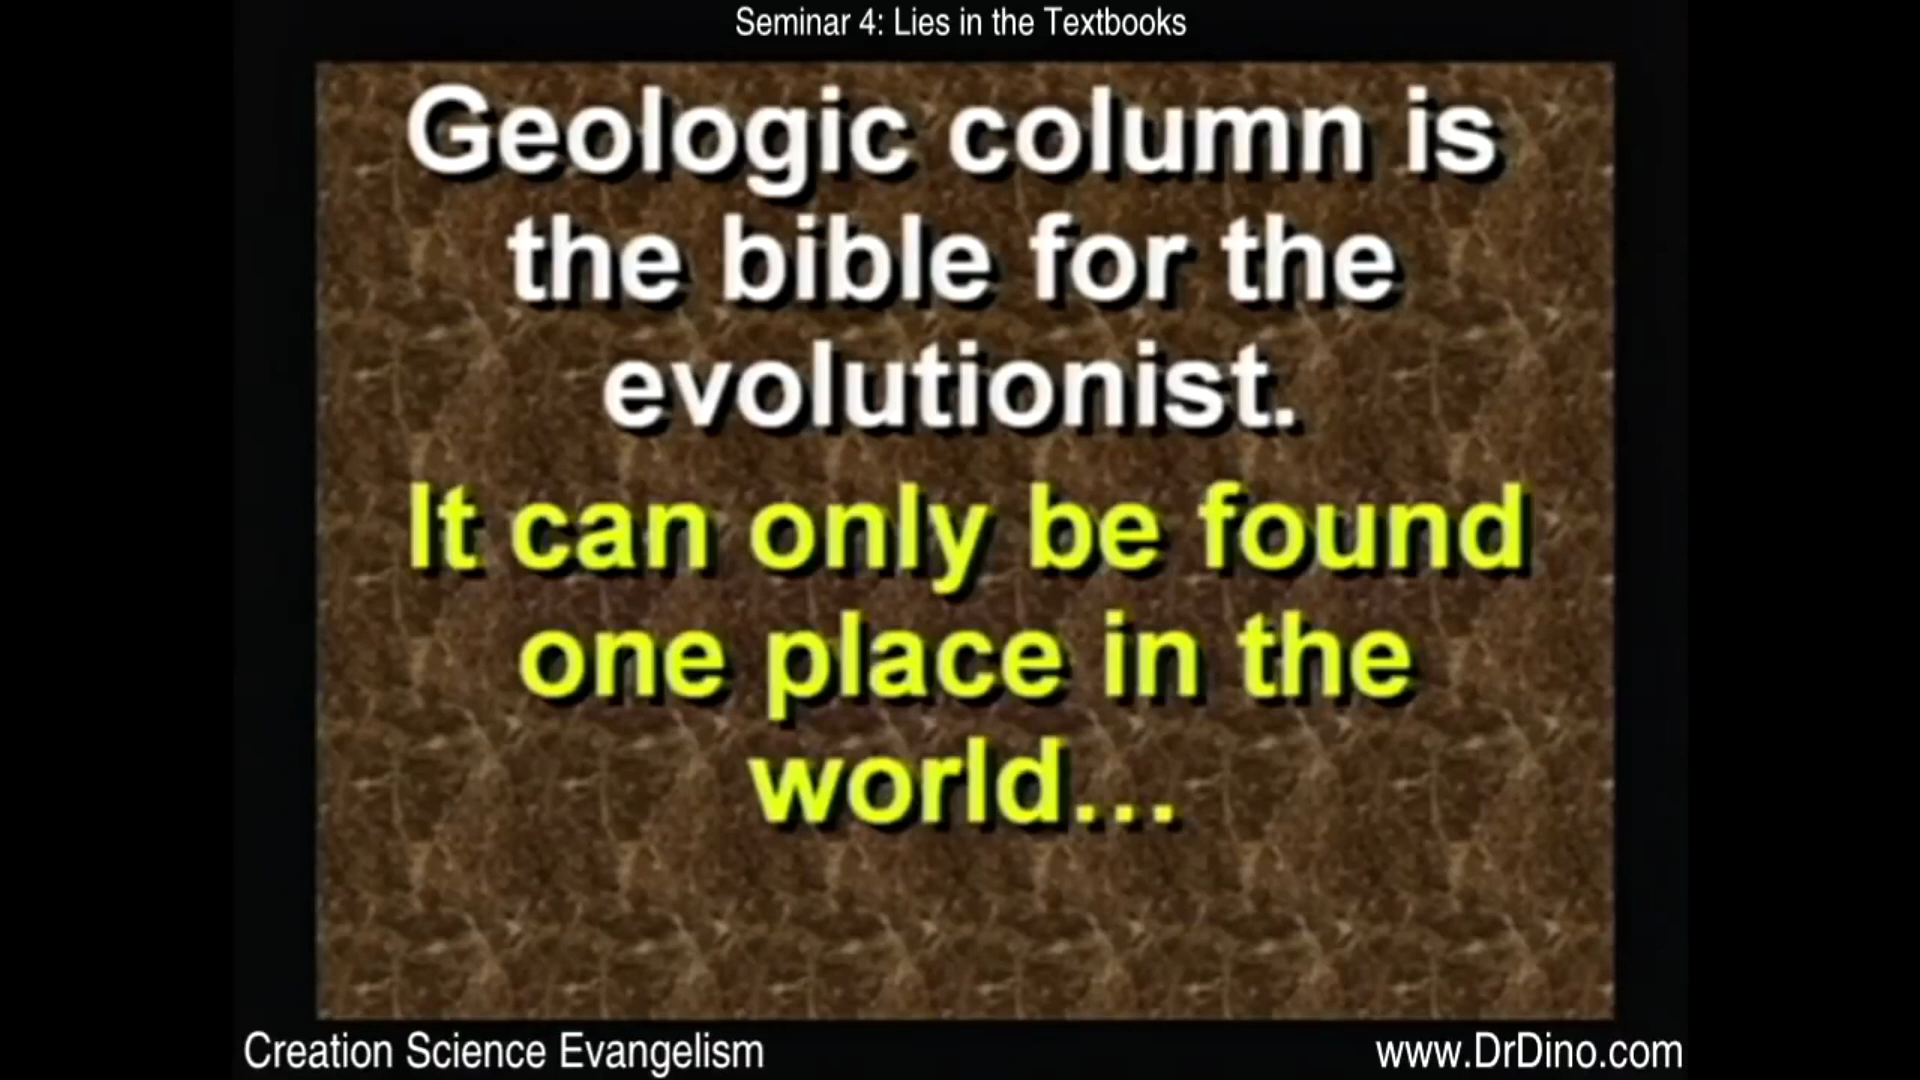 Seminar 4: Lies in the Textbooks
Geologic column is
the bible for the
evolutionist.
It can only be found
one place in the
world...
Creation Science Evangelism
www.DrDino.com